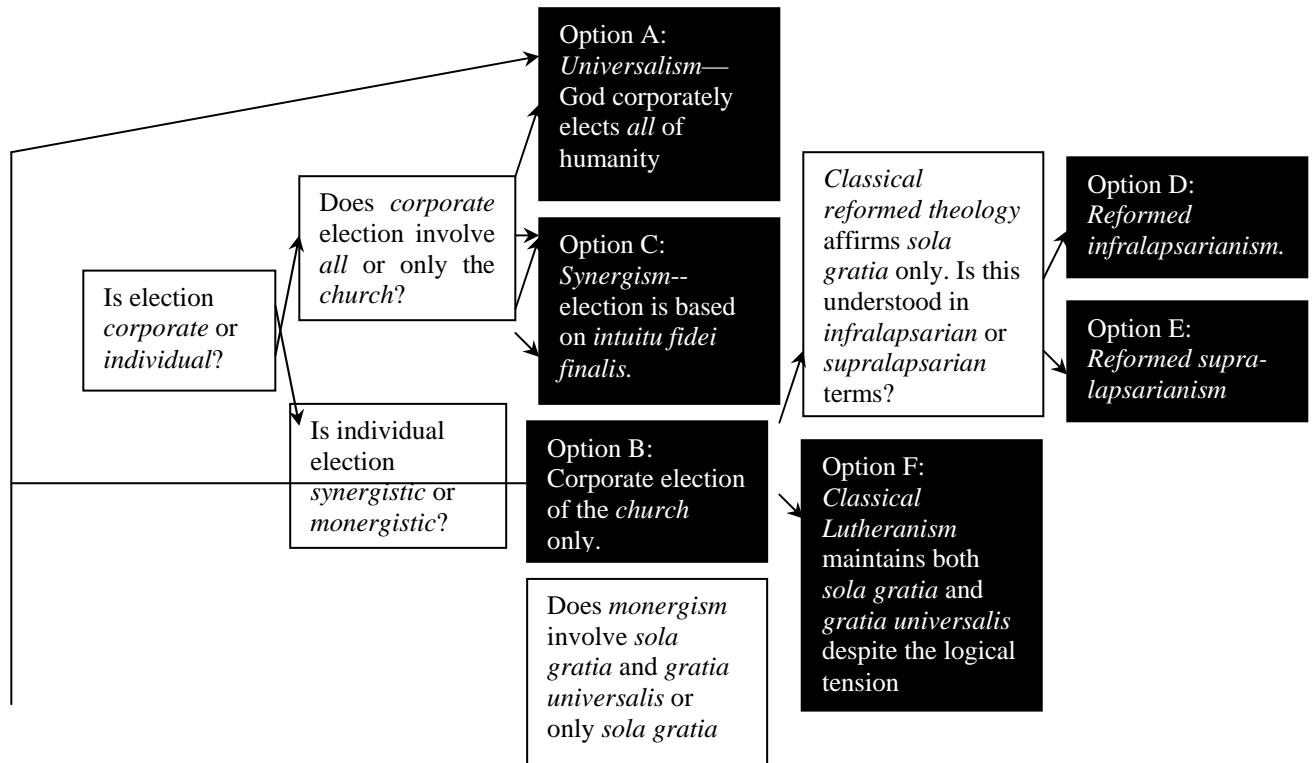 Option A:
Universalism—
God corporately
elects all of
humanity
Does corporate
election involve
all or only the
church?
Is election
corporate or
individual?
Option C:
Synergism--
election is based
on intuitu fidei
finalis.
Classical
reformed theology
affirms sola
gratia only. Is this
understood in
infralapsarian or
supralapsarian
terms?
Option D:
Reformed
infralapsarianism.
Option E:
Reformed supra-
lapsarianism
Is individual
election
synergistic or
monergistic?
Option B:
Corporate election
of the church
only.
Option F:
Classical
Lutheranism
maintains both
sola gratia and
gratia universalis
despite the logical
tension
Does monergism
involve sola
gratia and gratia
universalis or
only sola gratia